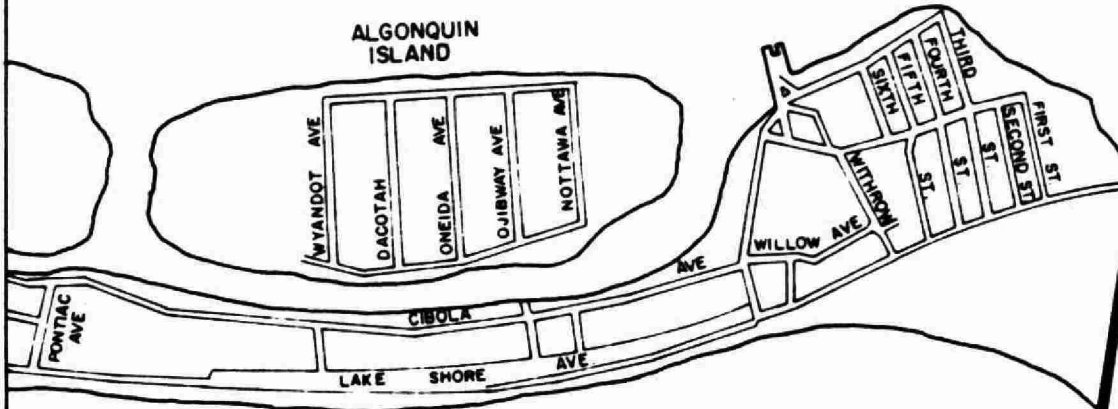 ALGONQUIN
ISLAND
WYANDOT AVE
DACOTAH
ONEIDA AVE
OJIBWAY AVE
NOTTAWA AVE
SIXTH
FIFTH
FOURTH
THIRD
ST.
ST.
ST.
SECOND ST.
FIRST ST.
WITHROW
WILLOW AVE
PONTIAC
AVE
CIBOLA AVE
LAKE SHORE AVE